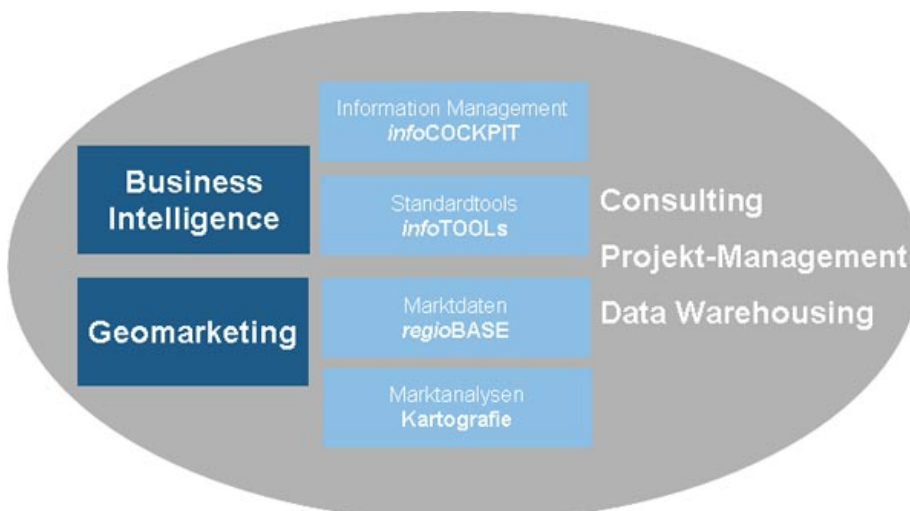 Business
Intelligence
Geomarketing
Information Management
infoCOCKPIT
Standardtools
infoTOOLs
Marktdaten
regioBASE
Marktanalysen
Kartografie
Consulting
Projekt-Management
Data Warehousing